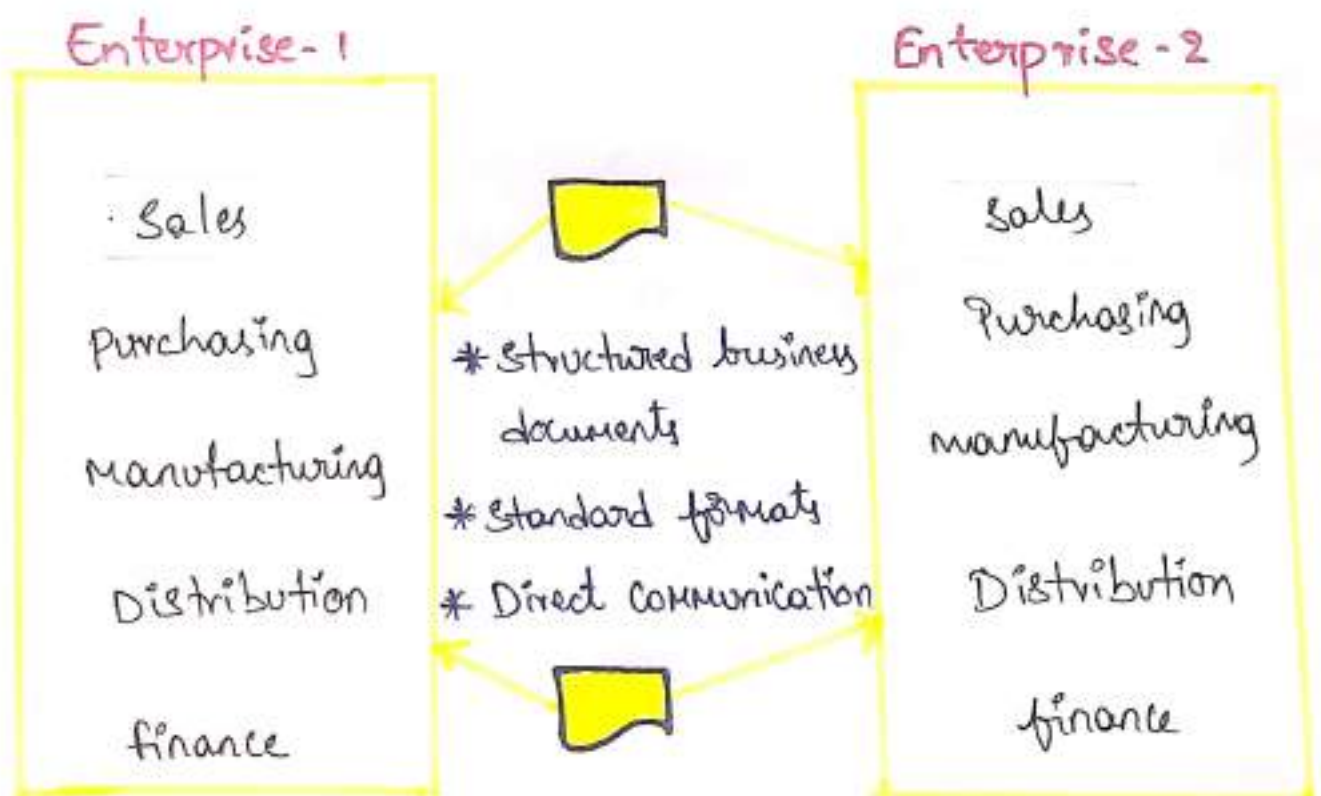 Enterprise-1
Enterprise-2
Sales
Purchasing
Manufacturing
Distribution
finance
* Structured business
documents
* Standard formats
* Direct Communication
Sales
Purchasing
manufacturing
Distribution
finance